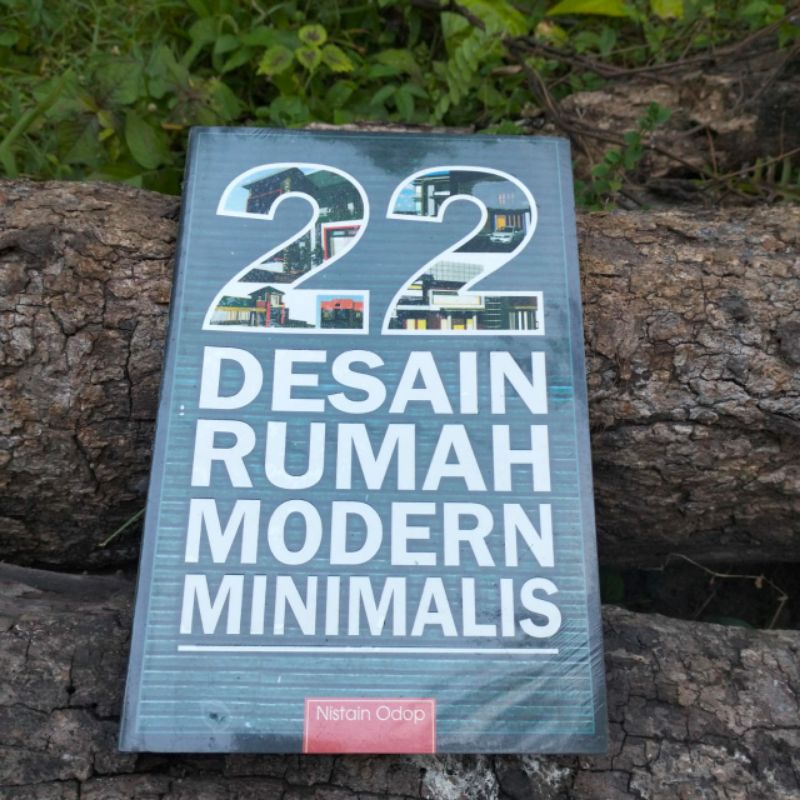 22
DESAIN
RUMAH
MODERN
MINIMALIS
Nistain Odop